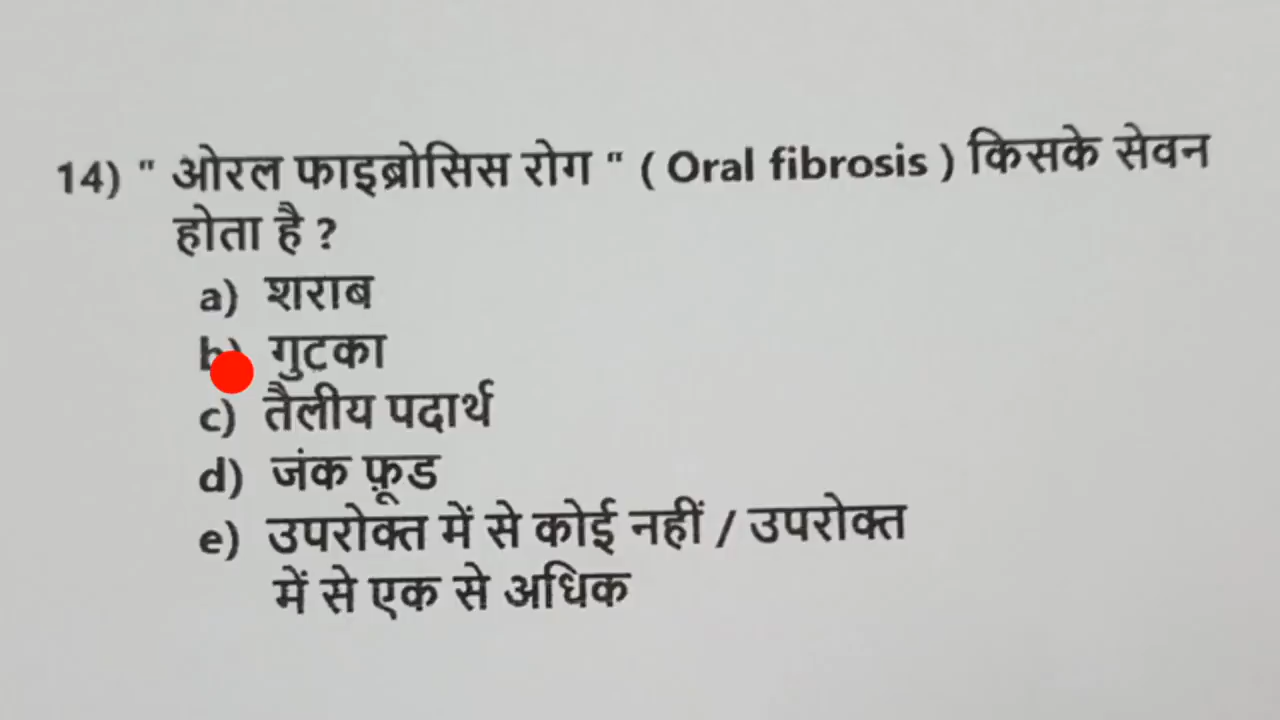 14) " ओरल फाइब्रोसिस रोग " ( Oral fibrosis ) किसके सेवन
होता है ?
a) शराब
b) गुटका
c) तैलीय पदार्थ
d) जंक फ़ूड
e) उपरोक्त में से कोई नहीं / उपरोक्त
में से एक से अधिक